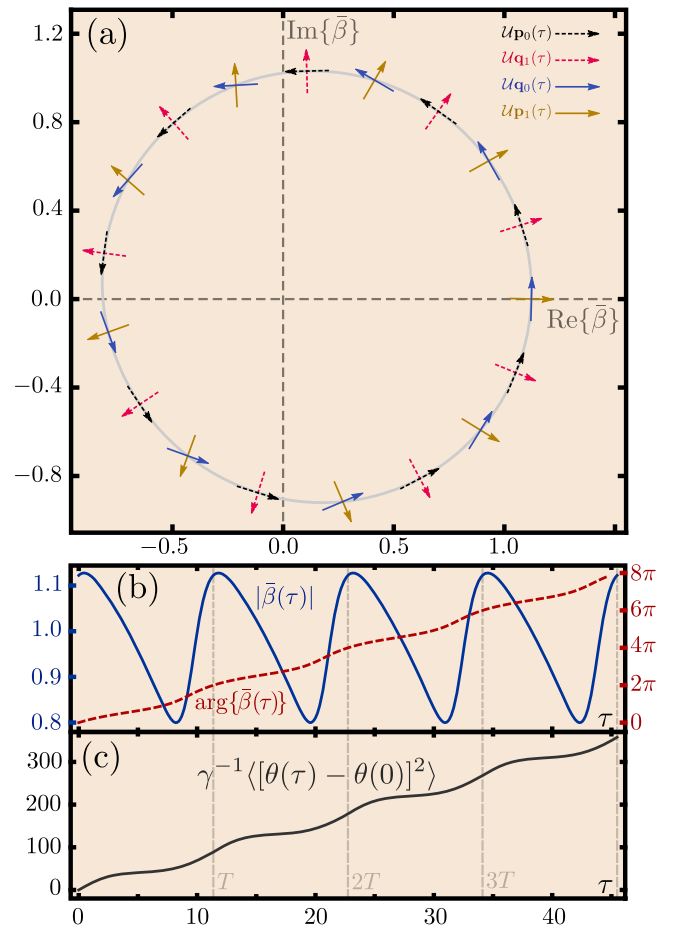 (a)
Im{β̄}
𝒰p₀(τ)
𝒰q₁(τ)
𝒰q₀(τ)
𝒰p₁(τ)
1.2
0.8
0.4
0.0
−0.4
−0.8
Re{β̄}
−0.5 0.0 0.5 1.0
(b)
|β̄(τ)|
arg{β̄(τ)}
1.1
1.0
0.9
0.8
8π
6π
4π
2π
0
τ
(c)
γ⁻¹⟨[θ(τ) − θ(0)]²⟩
300
200
100
0
T 2T 3T
τ
0 10 20 30 40